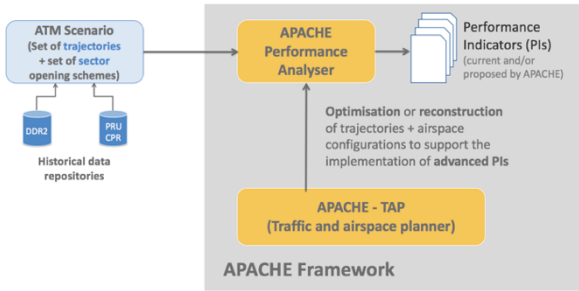 ATM Scenario
(Set of trajectories
+ set of sector
opening schemes)
DDR2
PRU
CPR
Historical data
repositories
APACHE
Performance
Analyser
Performance
Indicators (PIs)
(current and/or
proposed by APACHE)
Optimisation or reconstruction
of trajectories + airspace
configurations to support the
implementation of advanced PIs
APACHE - TAP
(Traffic and airspace planner)
APACHE Framework